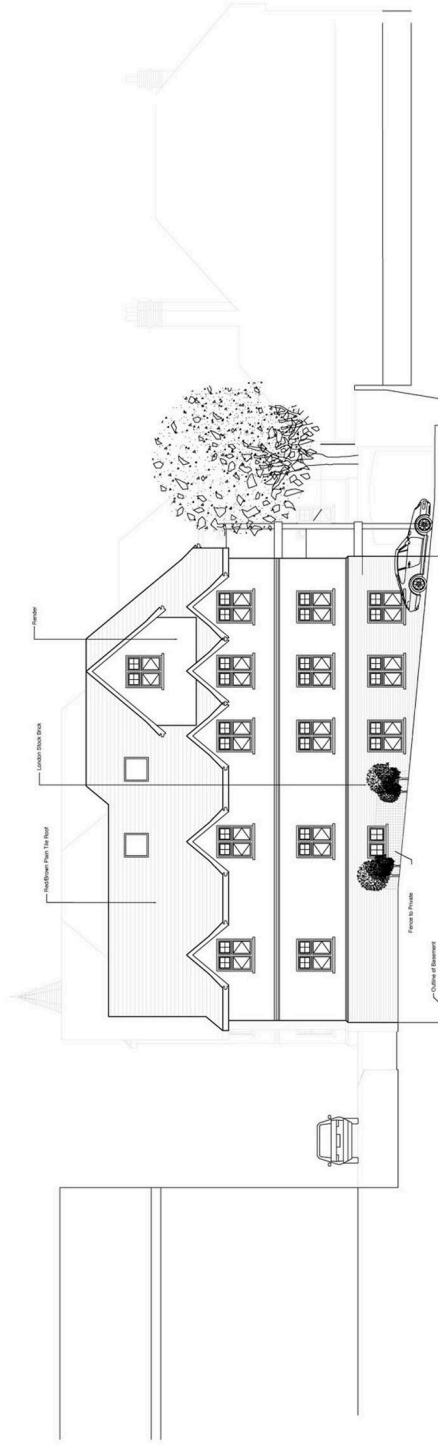 Red/Brown Plain Tile Roof
London Stock Brick
Render
Fence to Private
Outline of Basement